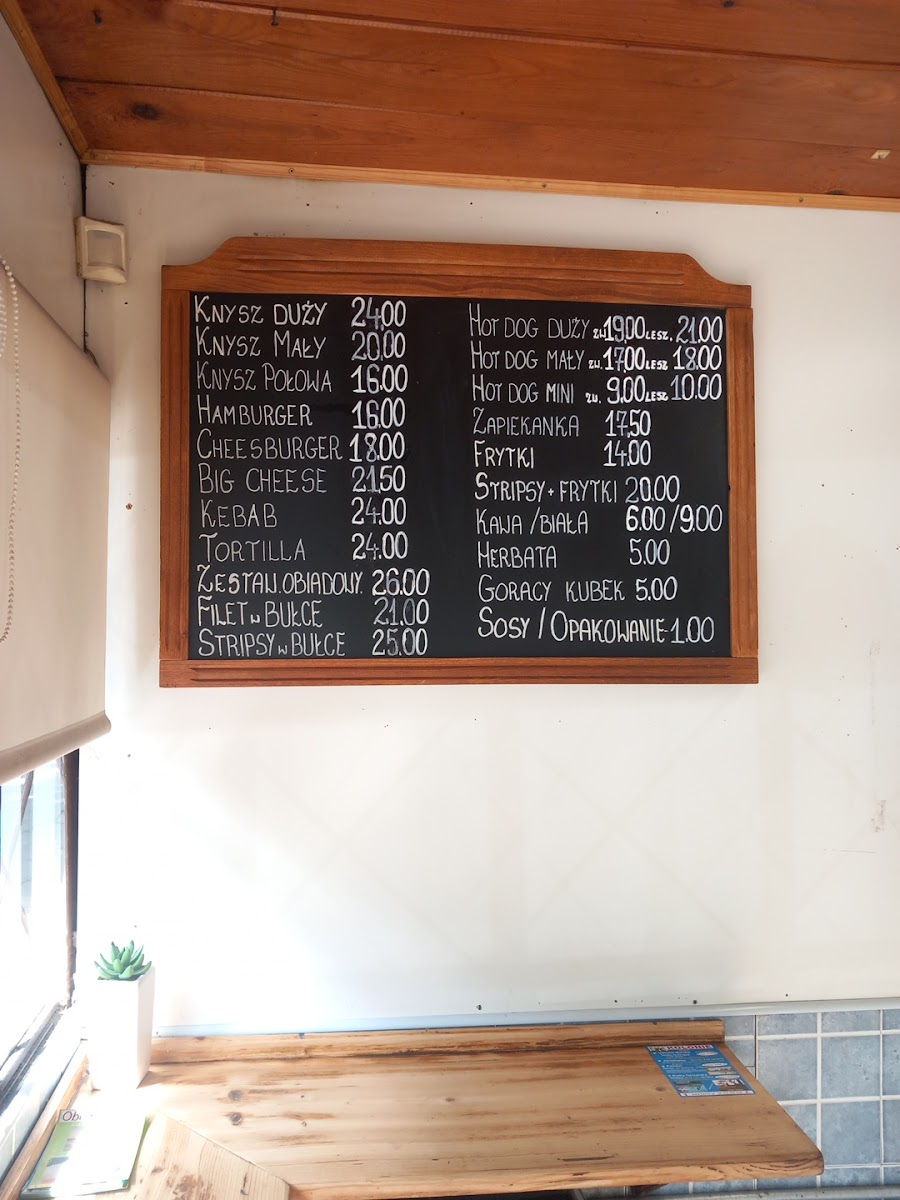 KNYSZ DUŻY 24.00
KNYSZ MAŁY 20.00
KNYSZ POŁOWA 16.00
HAMBURGER 16.00
CHEESBURGER 18.00
BIG CHEESE 21.50
KEBAB 24.00
TORTILLA 24.00
ZESTAW. OBIADOWY. 26.00
FILET W BUŁCE 21.00
STRIPSY W BUŁCE 25.00
HOT DOG DUŻY ZW. 19.00 LESZ. 21.00
HOT DOG MAŁY ZW. 17.00 LESZ 18.00
HOT DOG MINI ZW. 9.00 LESZ 10.00
ZAPIEKANKA 17.50
FRYTKI 14.00
STRIPSY + FRYTKI 20.00
KAWA / BIAŁA 6.00 / 9.00
HERBATA 5.00
GORĄCY KUBEK 5.00
SOSY / OPAKOWANIE - 1.00